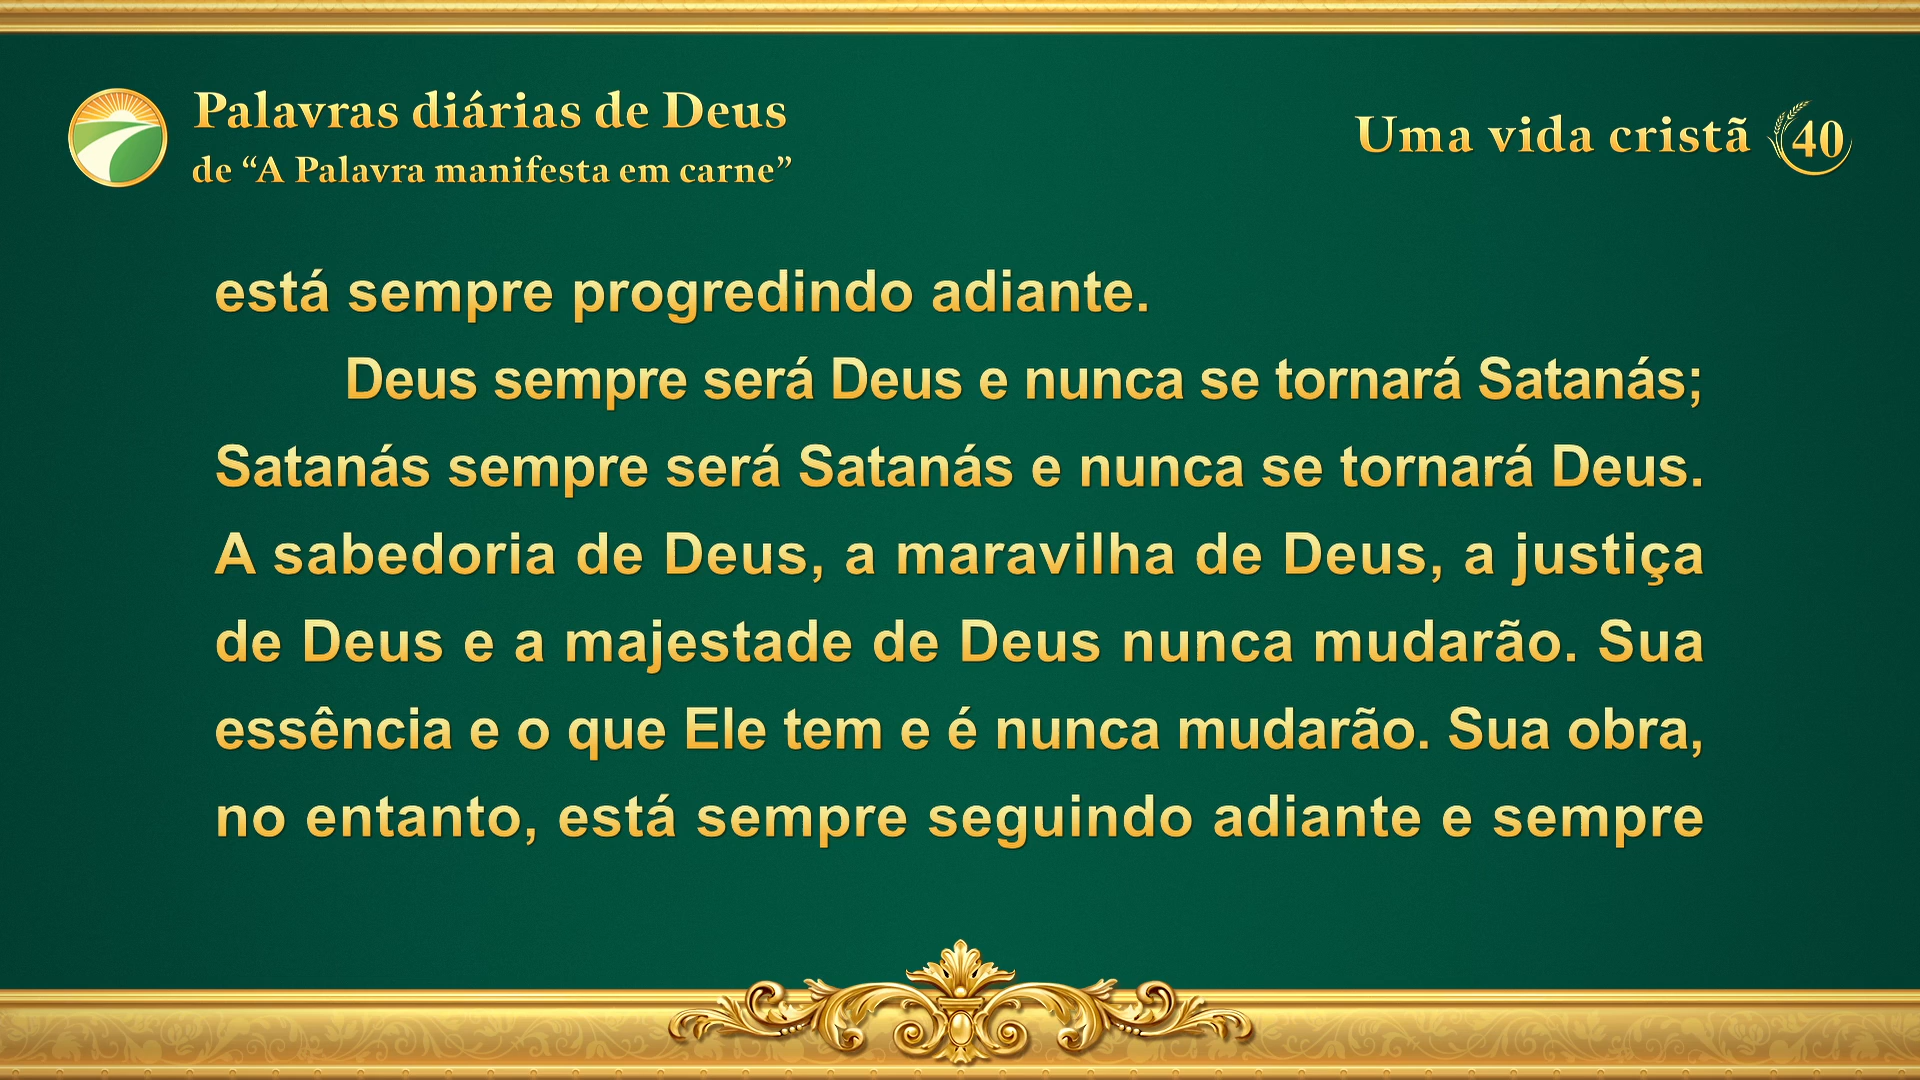 Palavras diárias de Deus
de “A Palavra manifesta em carne”
Uma vida cristã 40
está sempre progredindo adiante.
Deus sempre será Deus e nunca se tornará Satanás;
Satanás sempre será Satanás e nunca se tornará Deus.
A sabedoria de Deus, a maravilha de Deus, a justiça
de Deus e a majestade de Deus nunca mudarão. Sua
essência e o que Ele tem e é nunca mudarão. Sua obra,
no entanto, está sempre seguindo adiante e sempre